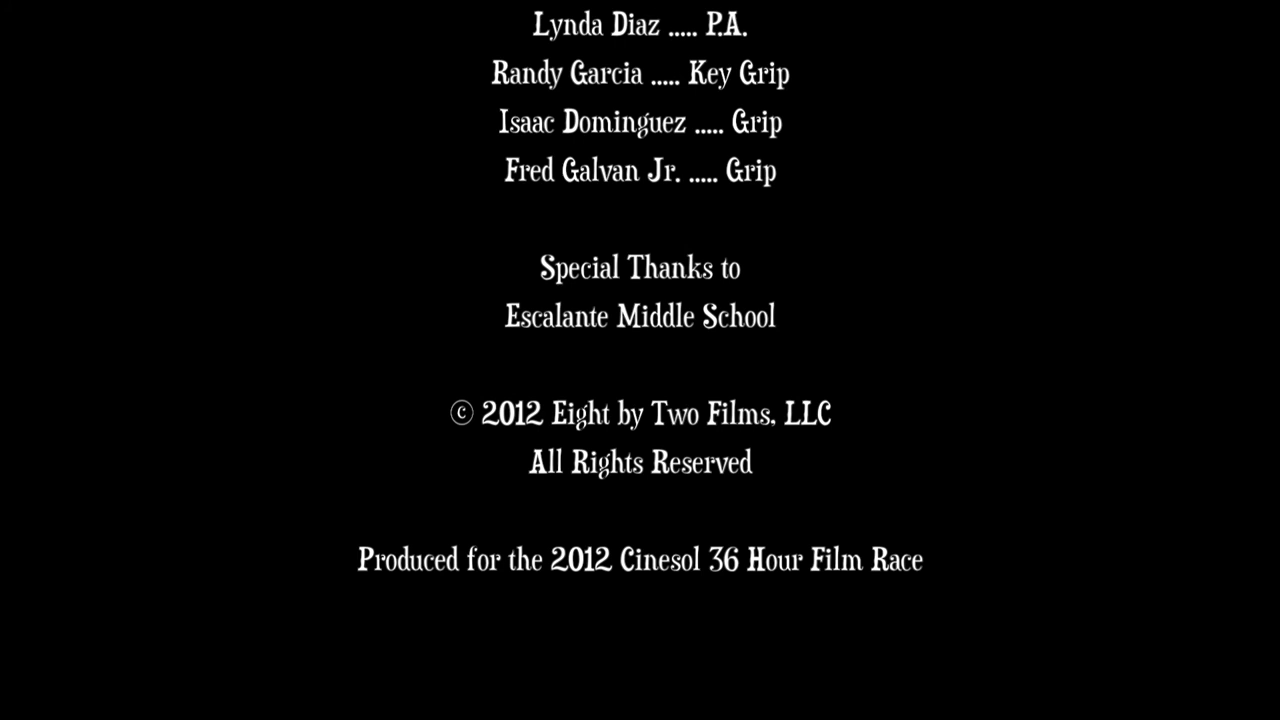 Lynda Diaz ..... P.A.
Randy Garcia ..... Key Grip
Isaac Dominguez ..... Grip
Fred Galvan Jr. ..... Grip
Special Thanks to
Escalante Middle School
© 2012 Eight by Two Films, LLC
All Rights Reserved
Produced for the 2012 Cinesol 36 Hour Film Race